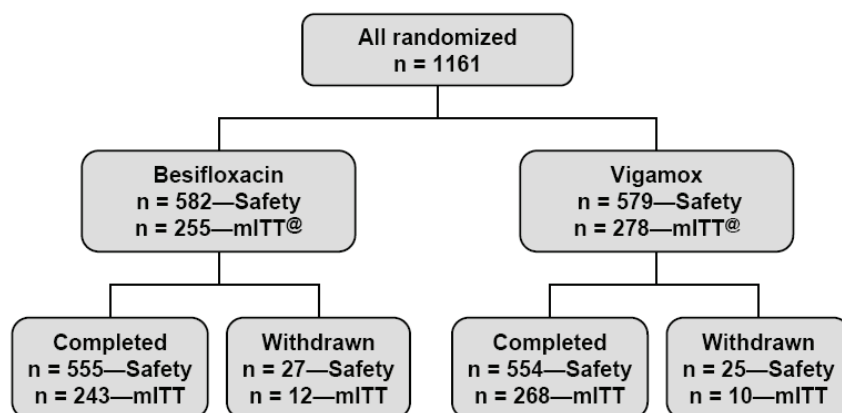 All randomized
n = 1161
Besifloxacin
n = 582—Safety
n = 255—mITT@
Vigamox
n = 579—Safety
n = 278—mITT@
Completed
n = 555—Safety
n = 243—mITT
Withdrawn
n = 27—Safety
n = 12—mITT
Completed
n = 554—Safety
n = 268—mITT
Withdrawn
n = 25—Safety
n = 10—mITT